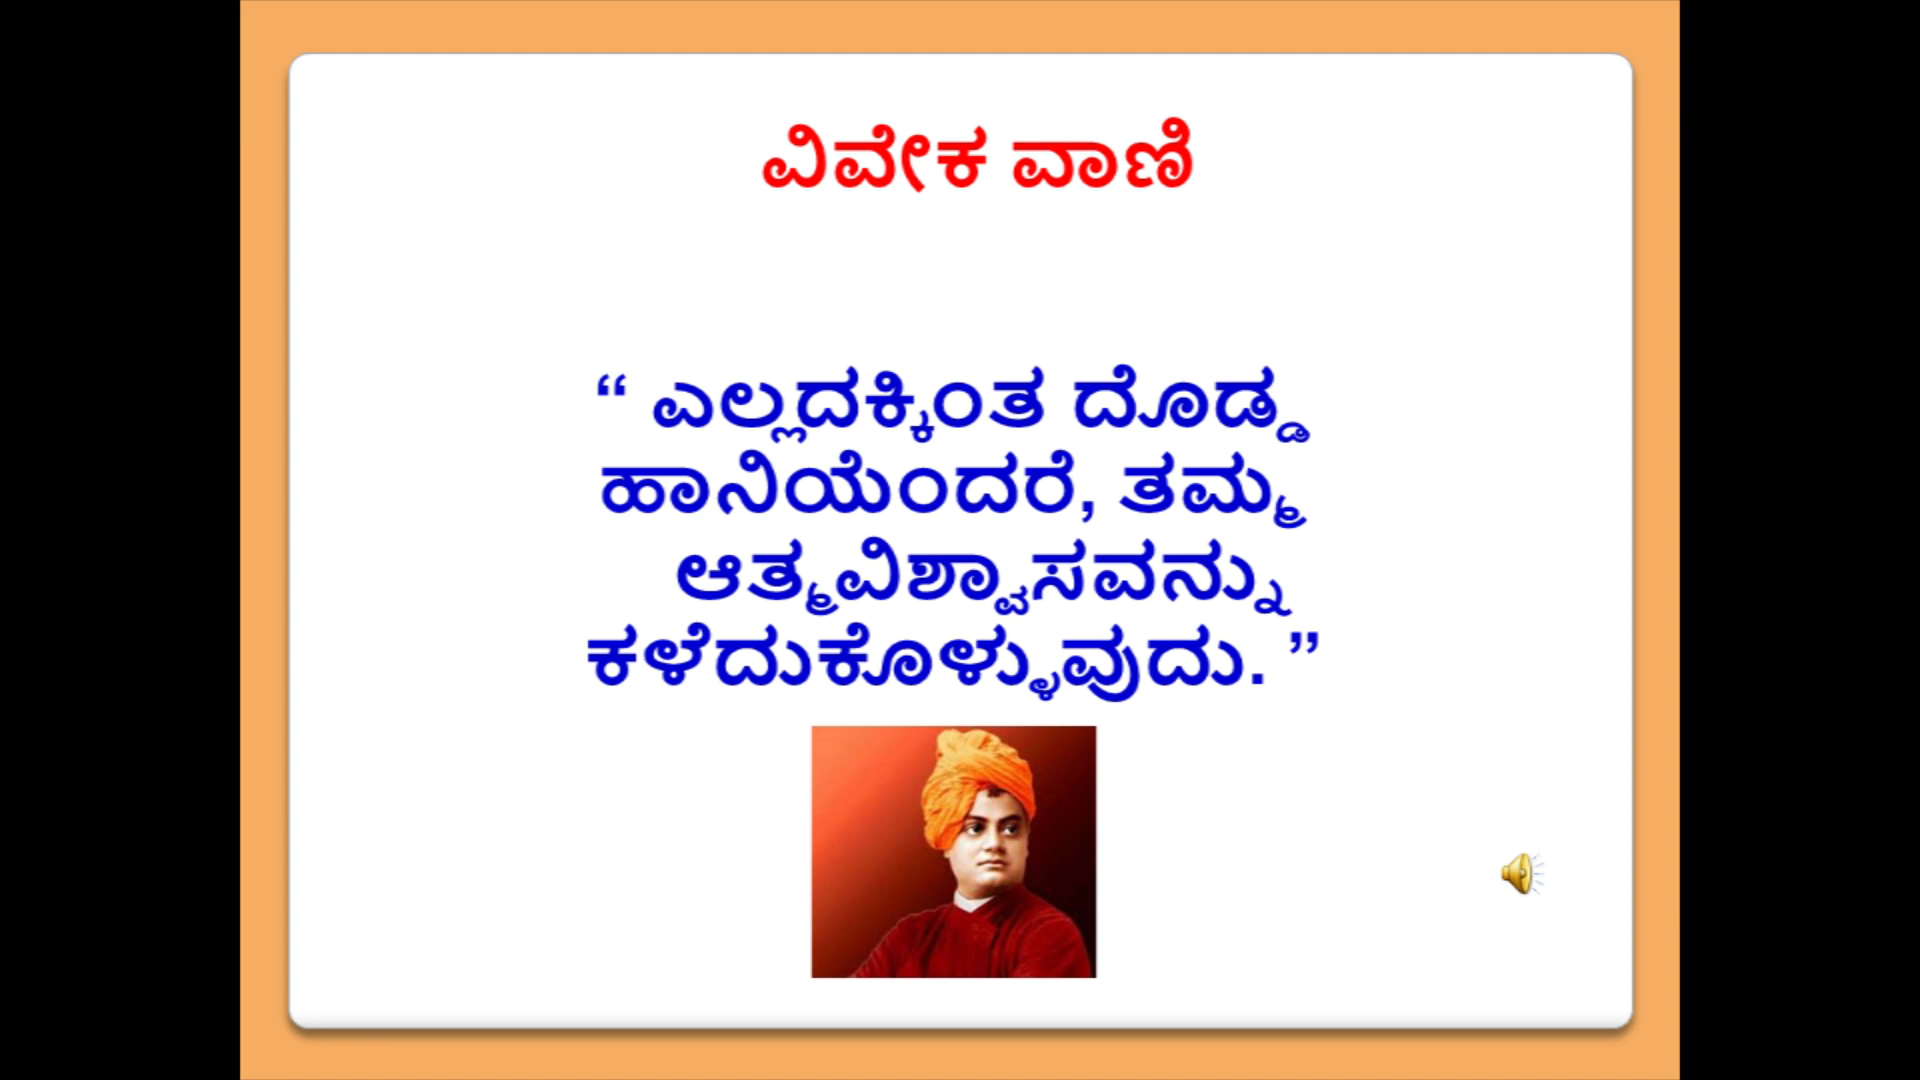 ವಿವೇಕ ವಾಣಿ
“ ಎಲ್ಲದಕ್ಕಿಂತ ದೊಡ್ಡ
ಹಾನಿಯೆಂದರೆ, ತಮ್ಮ
ಆತ್ಮವಿಶ್ವಾಸವನ್ನು
ಕಳೆದುಕೊಳ್ಳುವುದು. ”